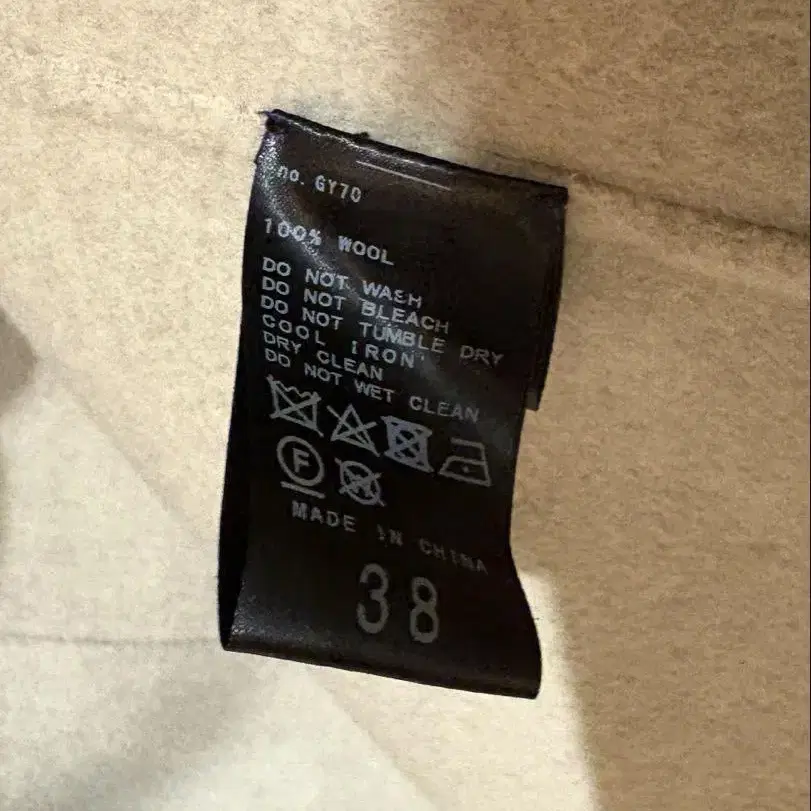 no. GY70
100% WOOL
DO NOT WASH
DO NOT BLEACH
DO NOT TUMBLE DRY
COOL IRON
DRY CLEAN
DO NOT WET CLEAN
F
MADE IN CHINA
38